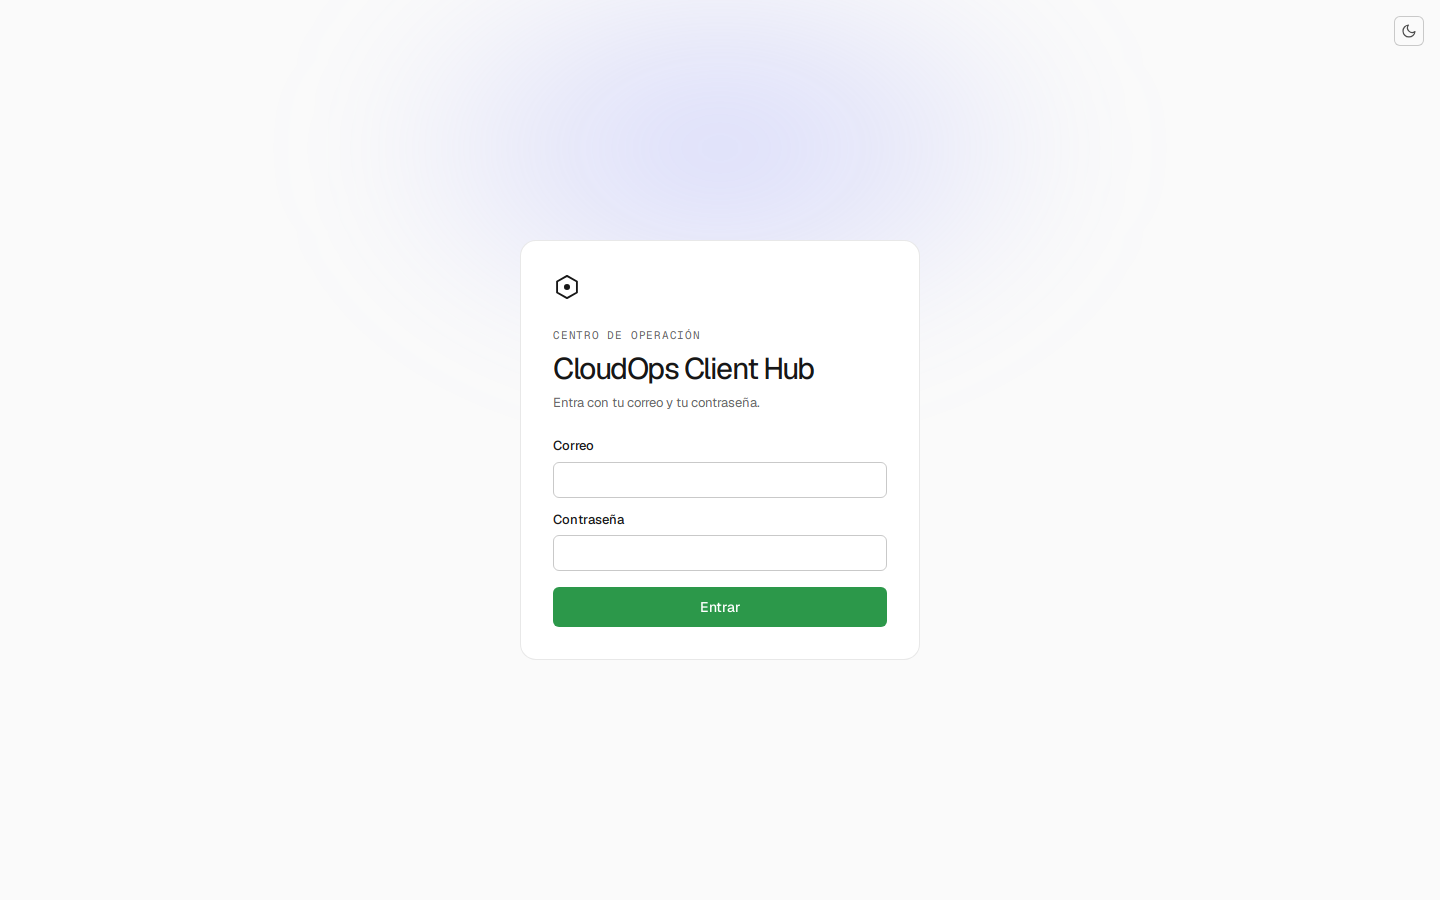 CENTRO DE OPERACIÓN
CloudOps Client Hub
Entra con tu correo y tu contraseña.
Correo
Contraseña
Entrar